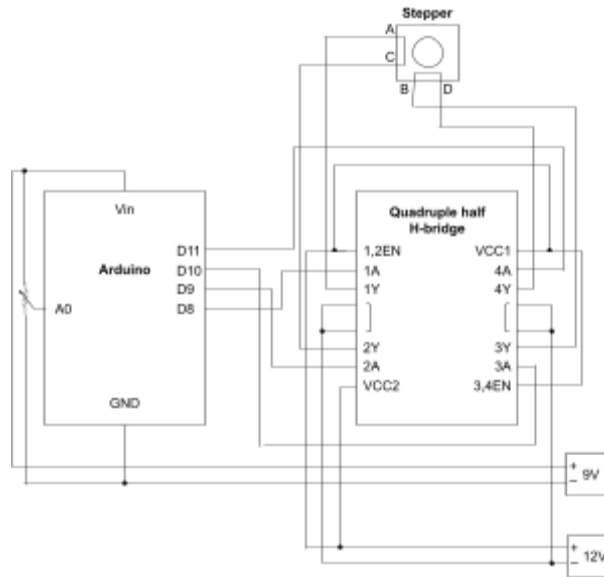 Stepper
A
C
B D
Vin
Arduino
D11
D10
D9
D8
A0
GND
Quadruple half
H-bridge
1,2EN VCC1
1A 4A
1Y 4Y
2Y 3Y
2A 3A
VCC2 3,4EN
+ 9V
−
+ 12V
−